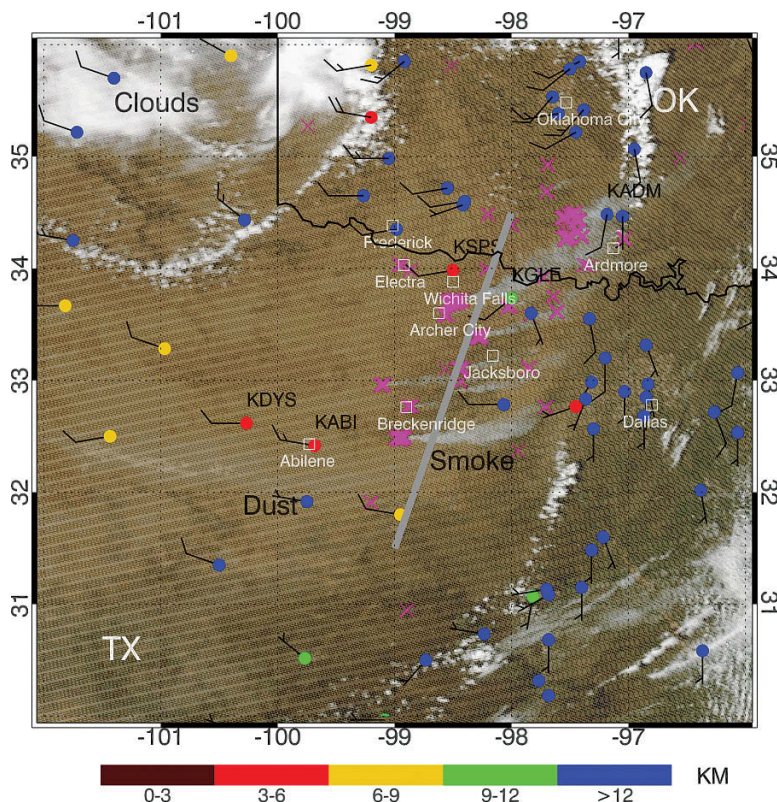 -101 -100 -99 -98 -97
Clouds
OK
Oklahoma City
35 35
KADM
Frederick
KSPS
Ardmore
34 34
Electra
KGLE
Wichita Falls
Archer City
Jacksboro
33 33
KDYS
Breckenridge
Dallas
KABI
Abilene
Smoke
32 32
Dust
31 31
TX
-101 -100 -99 -98 -97
KM
0-3 3-6 6-9 9-12 >12